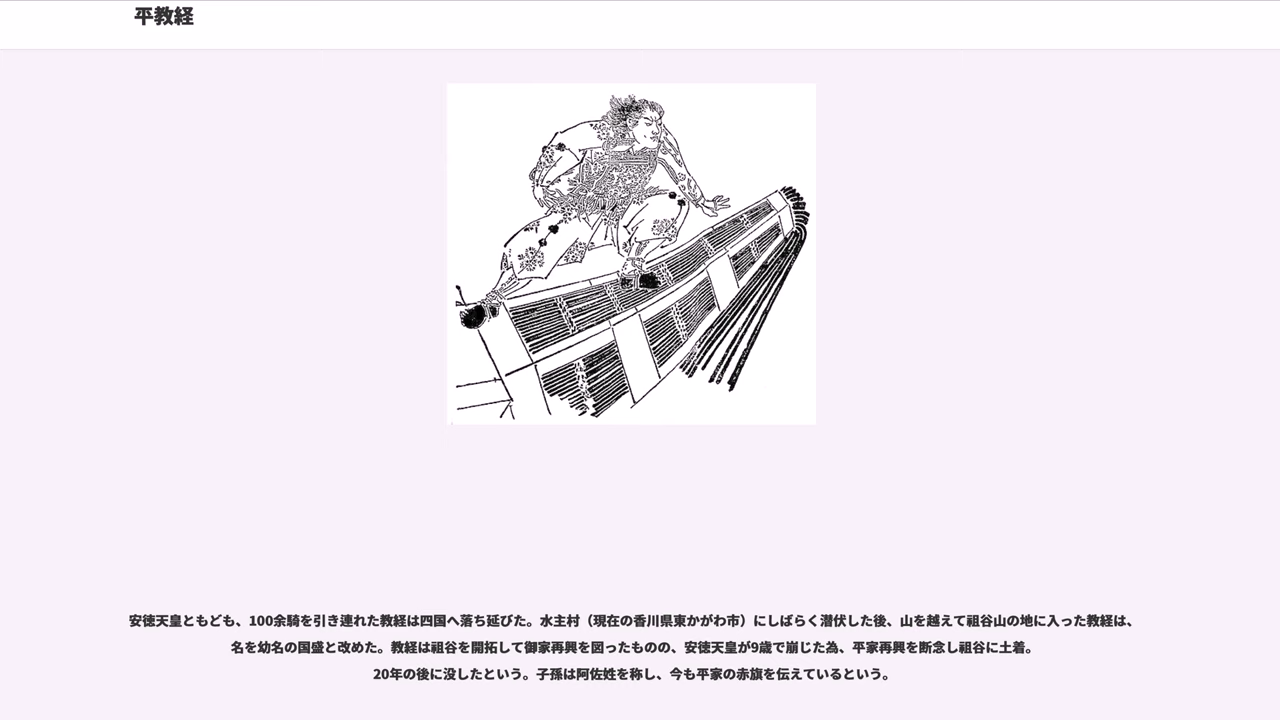 平教経
安徳天皇ともども、100余騎を引き連れた教経は四国へ落ち延びた。水主村（現在の香川県東かがわ市）にしばらく潜伏した後、山を越えて祖谷山の地に入った教経は、
名を幼名の国盛と改めた。教経は祖谷を開拓して御家再興を図ったものの、安徳天皇が9歳で崩じた為、平家再興を断念し祖谷に土着。
20年の後に没したという。子孫は阿佐姓を称し、今も平家の赤旗を伝えているという。